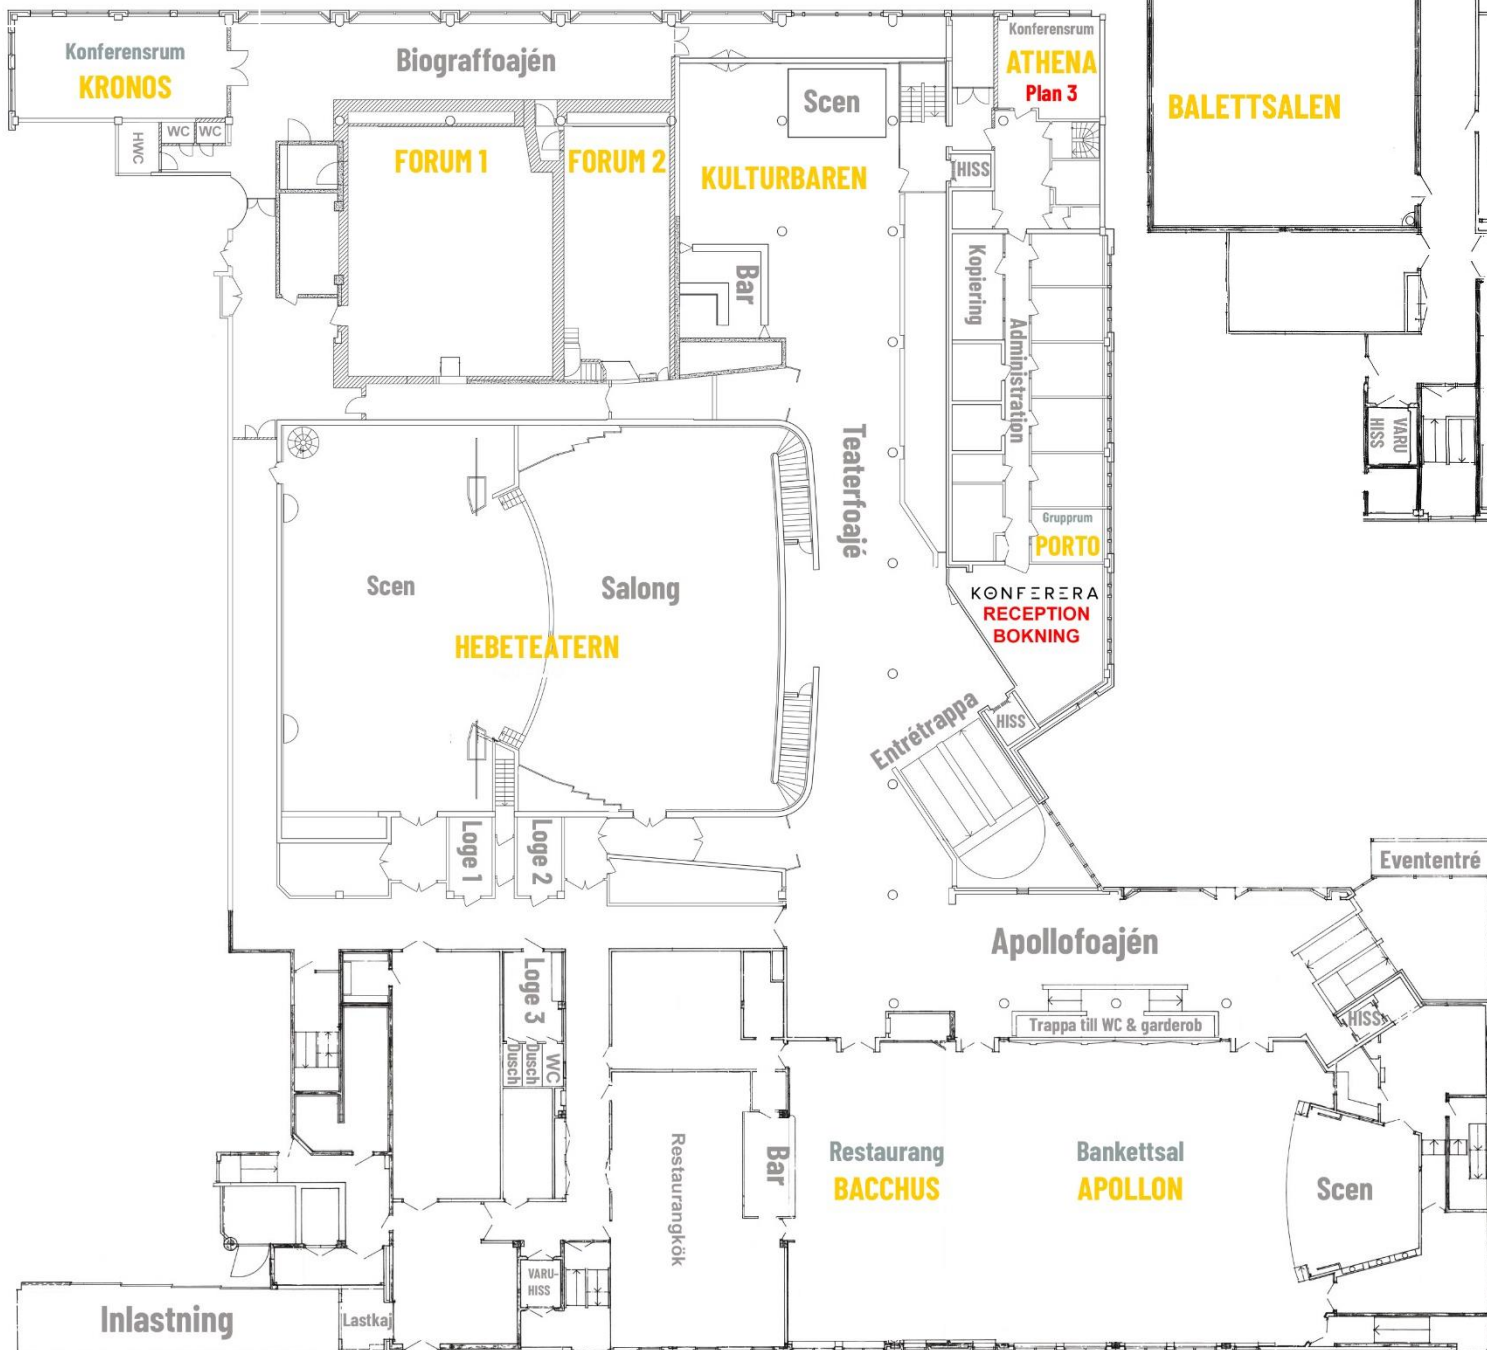 Konferensrum
KRONOS
Biograffoajén
Scen
Konferensrum
ATHENA
Plan 3
BALETTSALEN
HWC
WC
WC
FORUM 1
FORUM 2
KULTURBAREN
HISS
Bar
Kopiering
Administration
VARU
HISS
Teaterfoajé
Grupprum
PORTO
Scen
Salong
HEBETEATERN
KONFERERA
RECEPTION
BOKNING
HISS
Entrétrappa
Loge 1
Loge 2
Evententré
Apollofoajén
Loge 3
Dusch
Dusch
WC
Trappa till WC & garderob
HISS
Restaurangkök
Bar
Restaurang
BACCHUS
Bankettsal
APOLLON
Scen
VARU-
HISS
Inlastning
Lastkaj